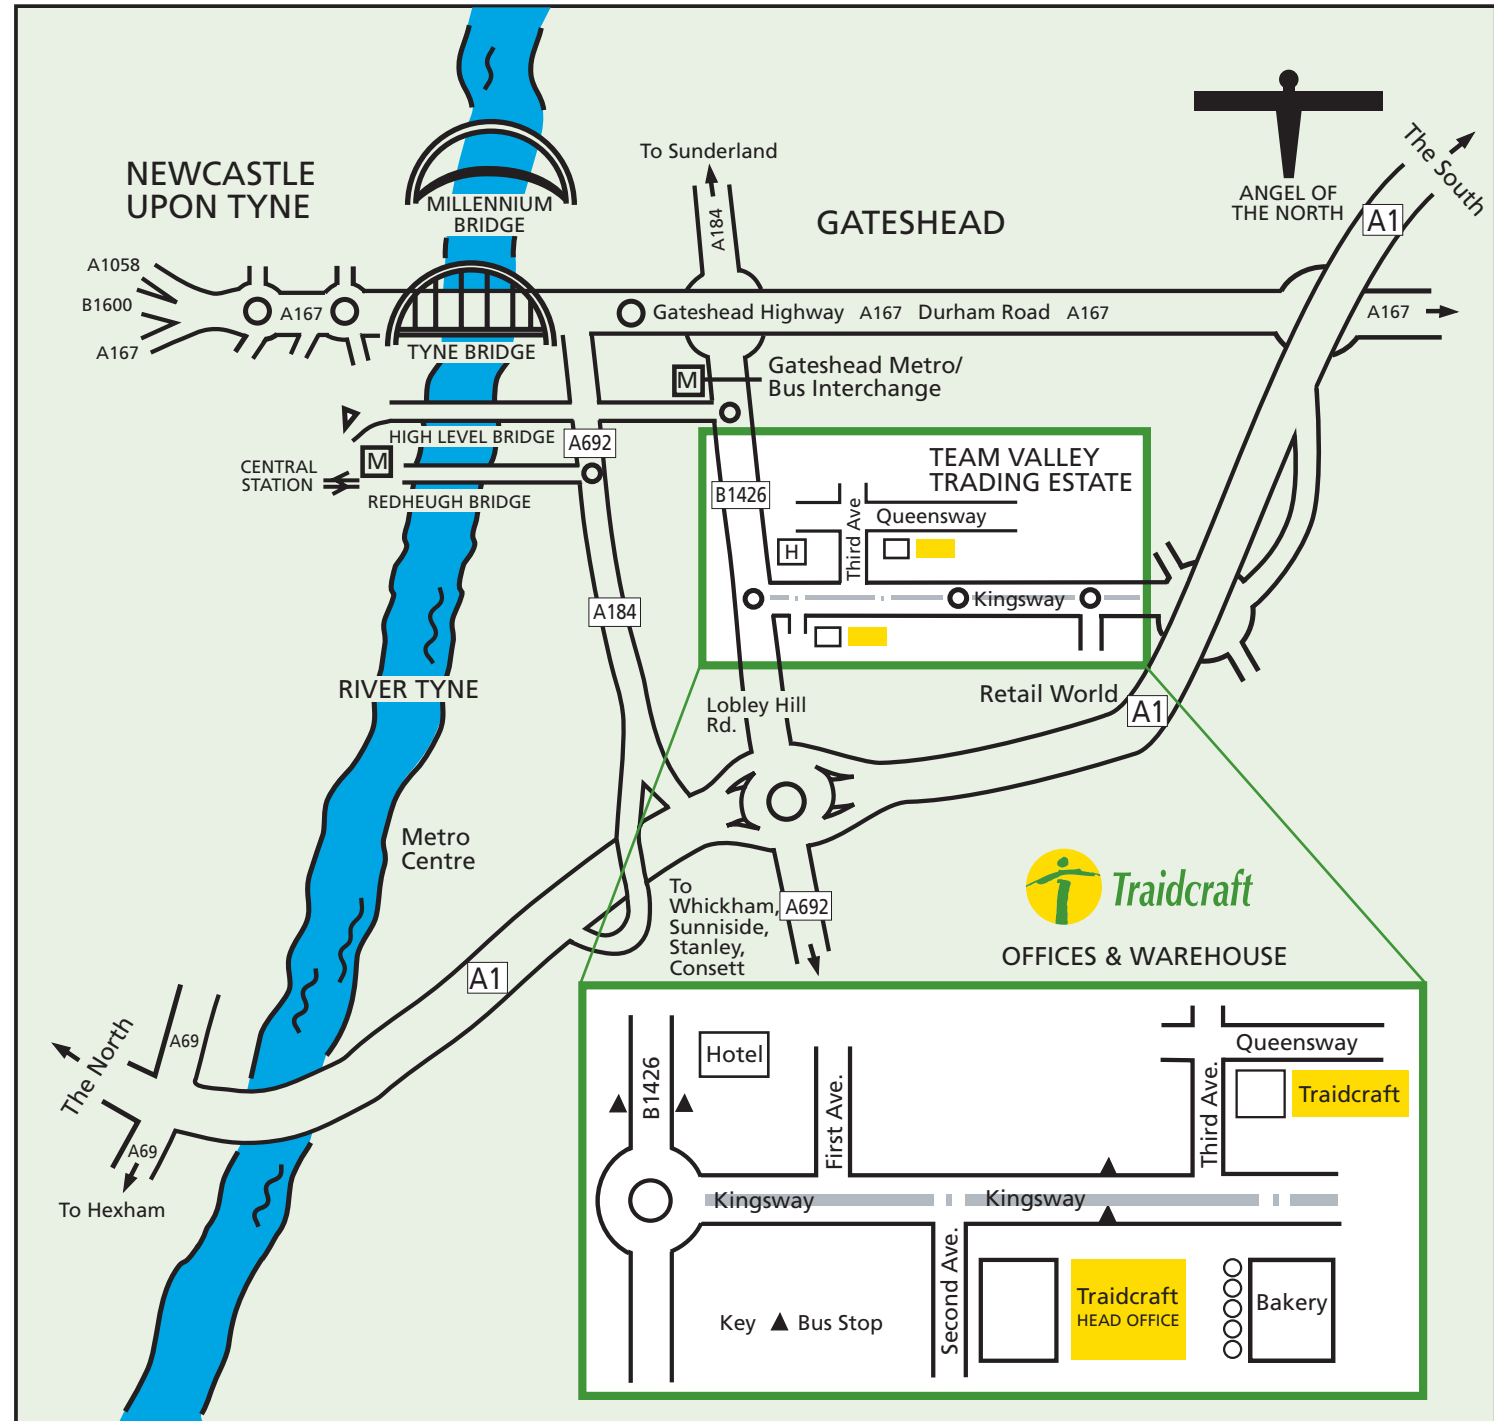 To Sunderland
The South
NEWCASTLE
UPON TYNE
MILLENNIUM
BRIDGE
A184
GATESHEAD
ANGEL OF
THE NORTH
A1
A1058
B1600
A167
A167
Gateshead Highway A167 Durham Road A167
A167
TYNE BRIDGE
M
Gateshead Metro/
Bus Interchange
HIGH LEVEL BRIDGE
A692
M
CENTRAL
STATION
REDHEUGH BRIDGE
TEAM VALLEY
TRADING ESTATE
B1426
Third Ave
Queensway
H
Kingsway
A184
RIVER TYNE
Lobley Hill
Rd.
Retail World
A1
Metro
Centre
To
Whickham,
Sunniside,
Stanley,
Consett
A692
Traidcraft
OFFICES & WAREHOUSE
A1
The North
A69
A69
To Hexham
B1426
Hotel
First Ave.
Third Ave.
Queensway
Traidcraft
Kingsway
Kingsway
Second Ave.
Traidcraft
HEAD OFFICE
Bakery
Key
Bus Stop